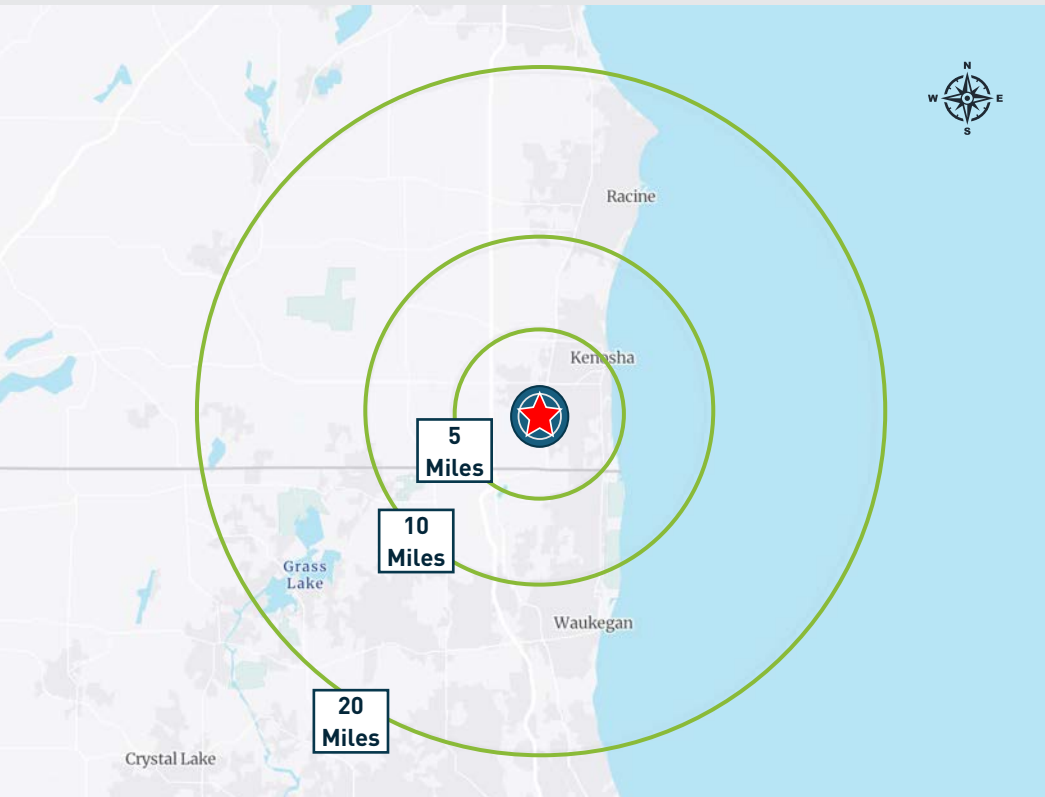 N
W E
S
Racine
Kenosha
5
Miles
10
Miles
Grass
Lake
Waukegan
20
Miles
Crystal Lake